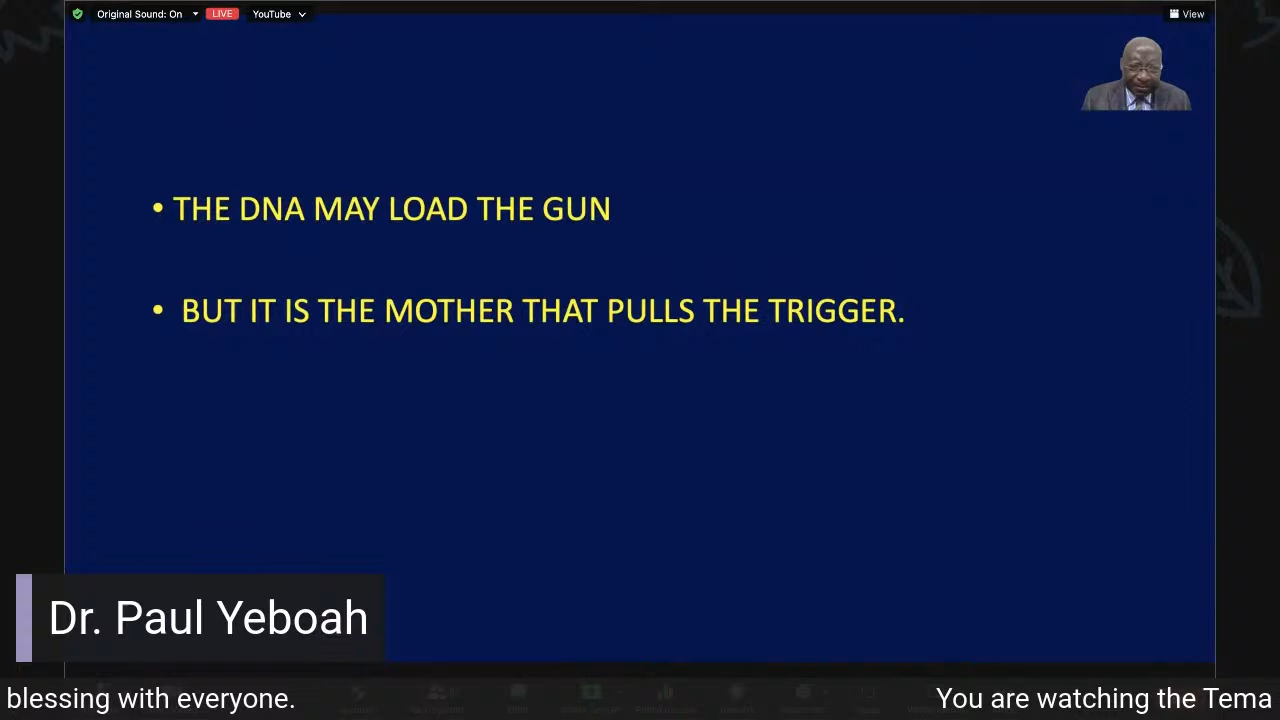 Original Sound: On LIVE YouTube View
• THE DNA MAY LOAD THE GUN
• BUT IT IS THE MOTHER THAT PULLS THE TRIGGER.
Dr. Paul Yeboah
blessing with everyone. You are watching the Tema